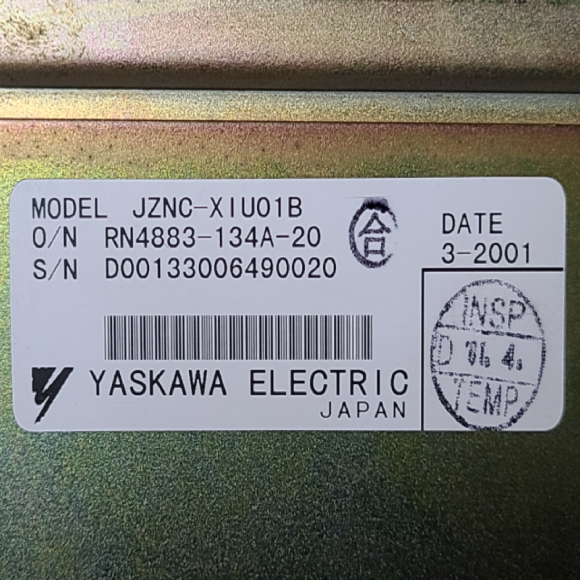 MODEL JZNC-XIU01B
O/N RN4883-134A-20
S/N D00133006490020
合
DATE
3-2001
YASKAWA ELECTRIC
JAPAN
INSP
TEMP